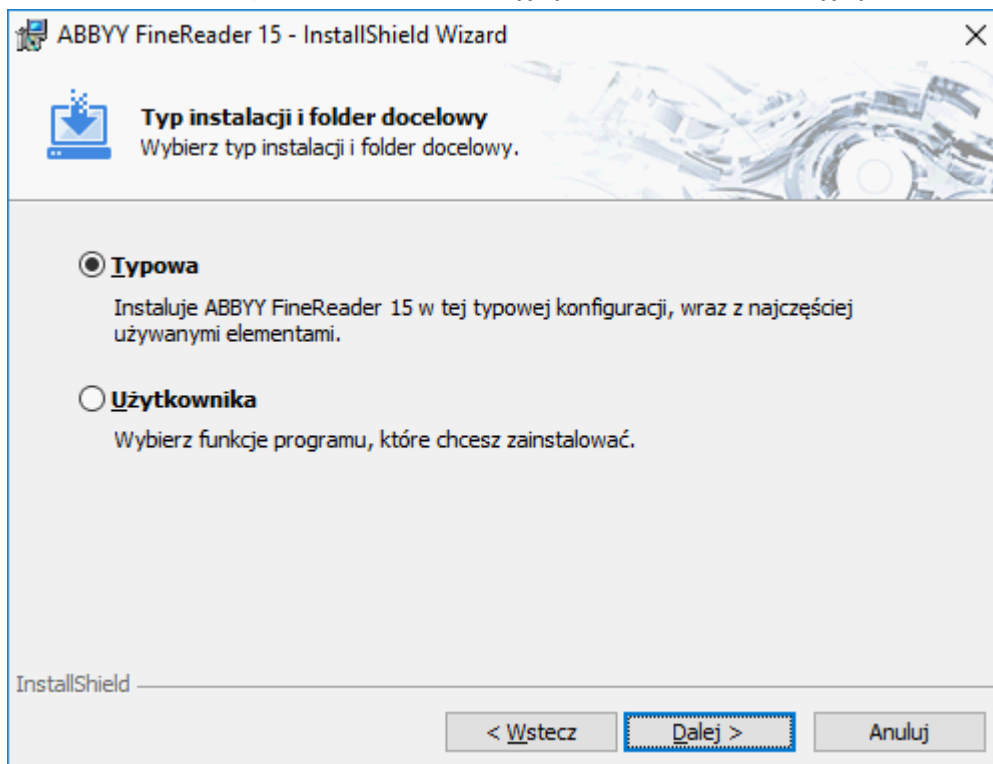 ABBYY FineReader 15 - InstallShield Wizard
Typ instalacji i folder docelowy
Wybierz typ instalacji i folder docelowy.
Typowa
Instaluje ABBYY FineReader 15 w tej typowej konfiguracji, wraz z najczęściej
używanymi elementami.
Użytkownika
Wybierz funkcje programu, które chcesz zainstalować.
InstallShield
< Wstecz Dalej > Anuluj